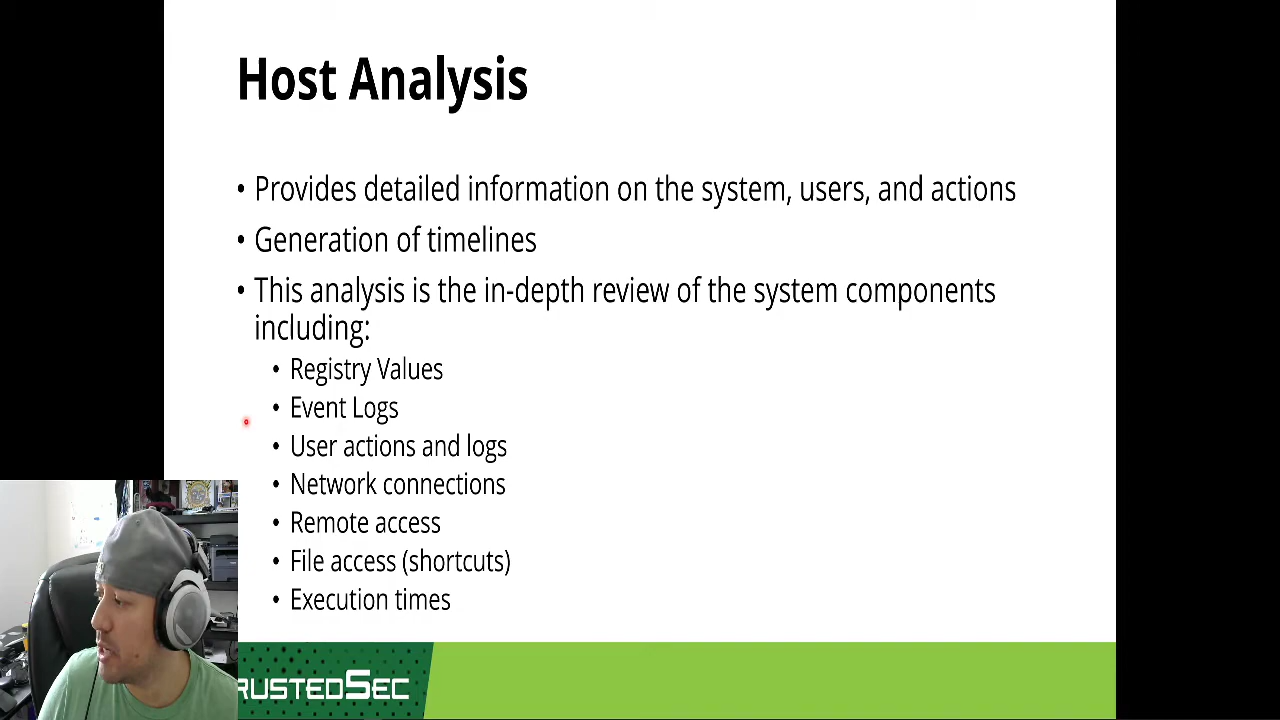 Host Analysis
• Provides detailed information on the system, users, and actions
• Generation of timelines
• This analysis is the in-depth review of the system components
including:
• Registry Values
• Event Logs
• User actions and logs
• Network connections
• Remote access
• File access (shortcuts)
• Execution times
RUSTEDSEC